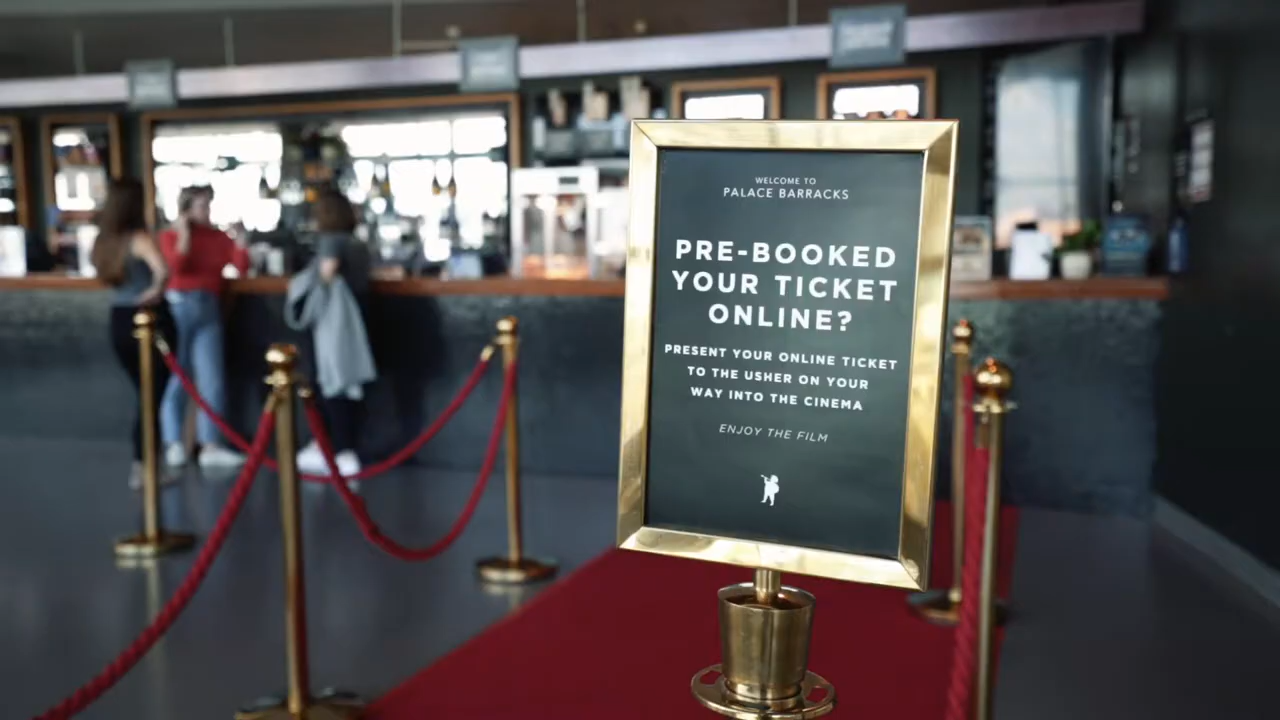 WELCOME TO
PALACE BARRACKS
PRE-BOOKED
YOUR TICKET
ONLINE?
PRESENT YOUR ONLINE TICKET
TO THE USHER ON YOUR
WAY INTO THE CINEMA
ENJOY THE FILM